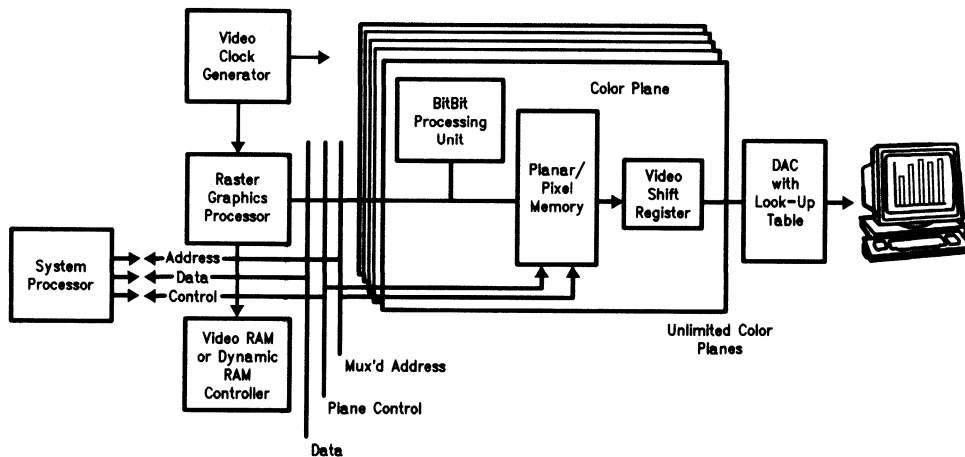 Video
Clock
Generator
Color Plane
BitBit
Processing
Unit
Planar/
Pixel
Memory
Video
Shift
Register
DAC
with
Look-Up
Table
Raster
Graphics
Processor
System
Processor
Address
Data
Control
Video RAM
or Dynamic
RAM
Controller
Unlimited Color
Planes
Mux'd Address
Plane Control
Data